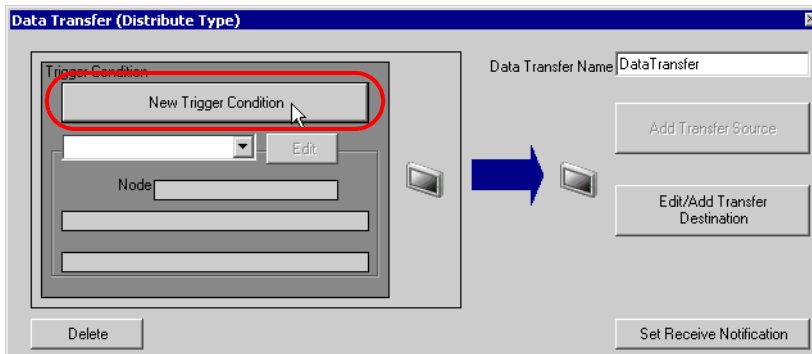 Data Transfer (Distribute Type)
Trigger Condition
New Trigger Condition
Edit
Node
Data Transfer Name DataTransfer
Add Transfer Source
Edit/Add Transfer
Destination
Delete
Set Receive Notification